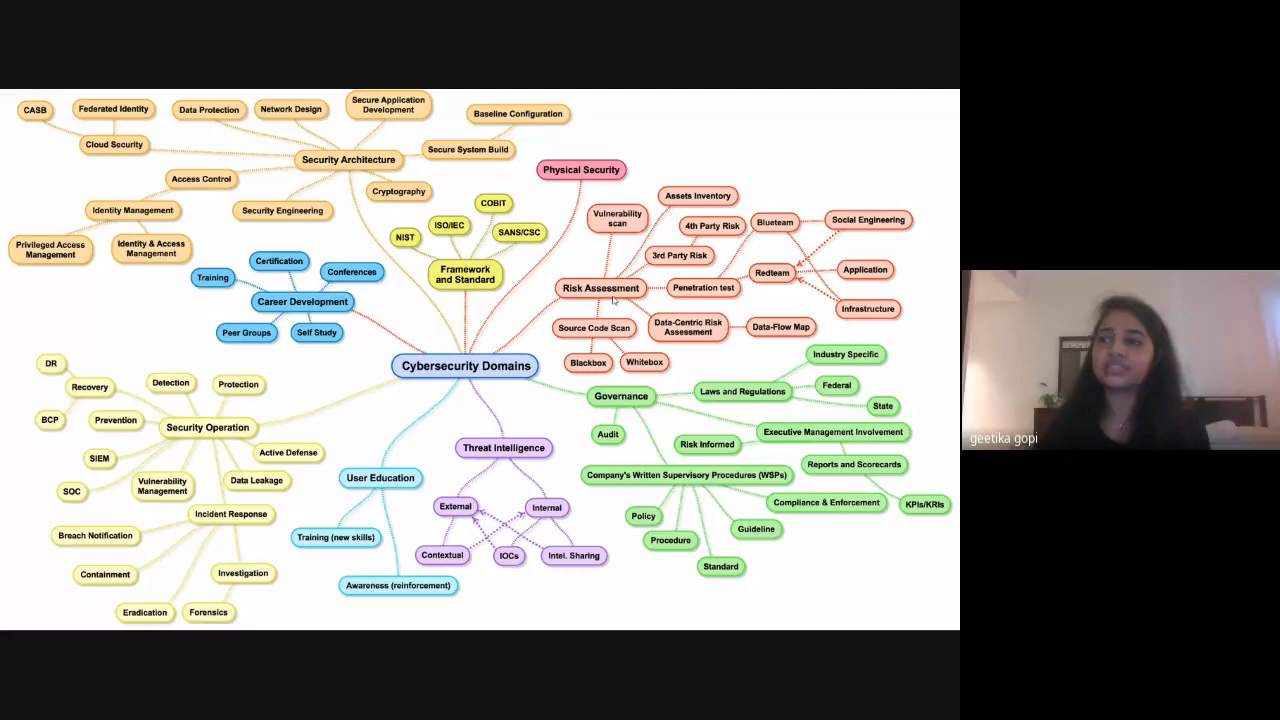 CASB
Federated Identity
Data Protection
Network Design
Secure Application
Development
Baseline Configuration
Cloud Security
Security Architecture
Secure System Build
Access Control
Cryptography
Identity Management
Security Engineering
Privileged Access
Management
Identity & Access
Management
Physical Security
COBIT
ISO/IEC
SANS/CSC
NIST
Framework
and Standard
Certification
Conferences
Training
Career Development
Peer Groups
Self Study
Assets Inventory
Vulnerability
scan
4th Party Risk
Blueteam
Social Engineering
3rd Party Risk
Redteam
Application
Risk Assessment
Penetration test
Infrastructure
Source Code Scan
Data-Centric Risk
Assessment
Data-Flow Map
Blackbox
Whitebox
Cybersecurity Domains
Industry Specific
Governance
Laws and Regulations
Federal
State
Audit
Risk Informed
Executive Management Involvement
Reports and Scorecards
Company's Written Supervisory Procedures (WSPs)
Compliance & Enforcement
KPIs/KRIs
Policy
Procedure
Guideline
Standard
DR
Recovery
Detection
Protection
BCP
Prevention
Security Operation
SIEM
Active Defense
SOC
Vulnerability
Management
Data Leakage
Incident Response
Breach Notification
Containment
Investigation
Eradication
Forensics
User Education
Training (new skills)
Awareness (reinforcement)
Threat Intelligence
External
Internal
Contextual
IOCs
Intel. Sharing
geetika gopi